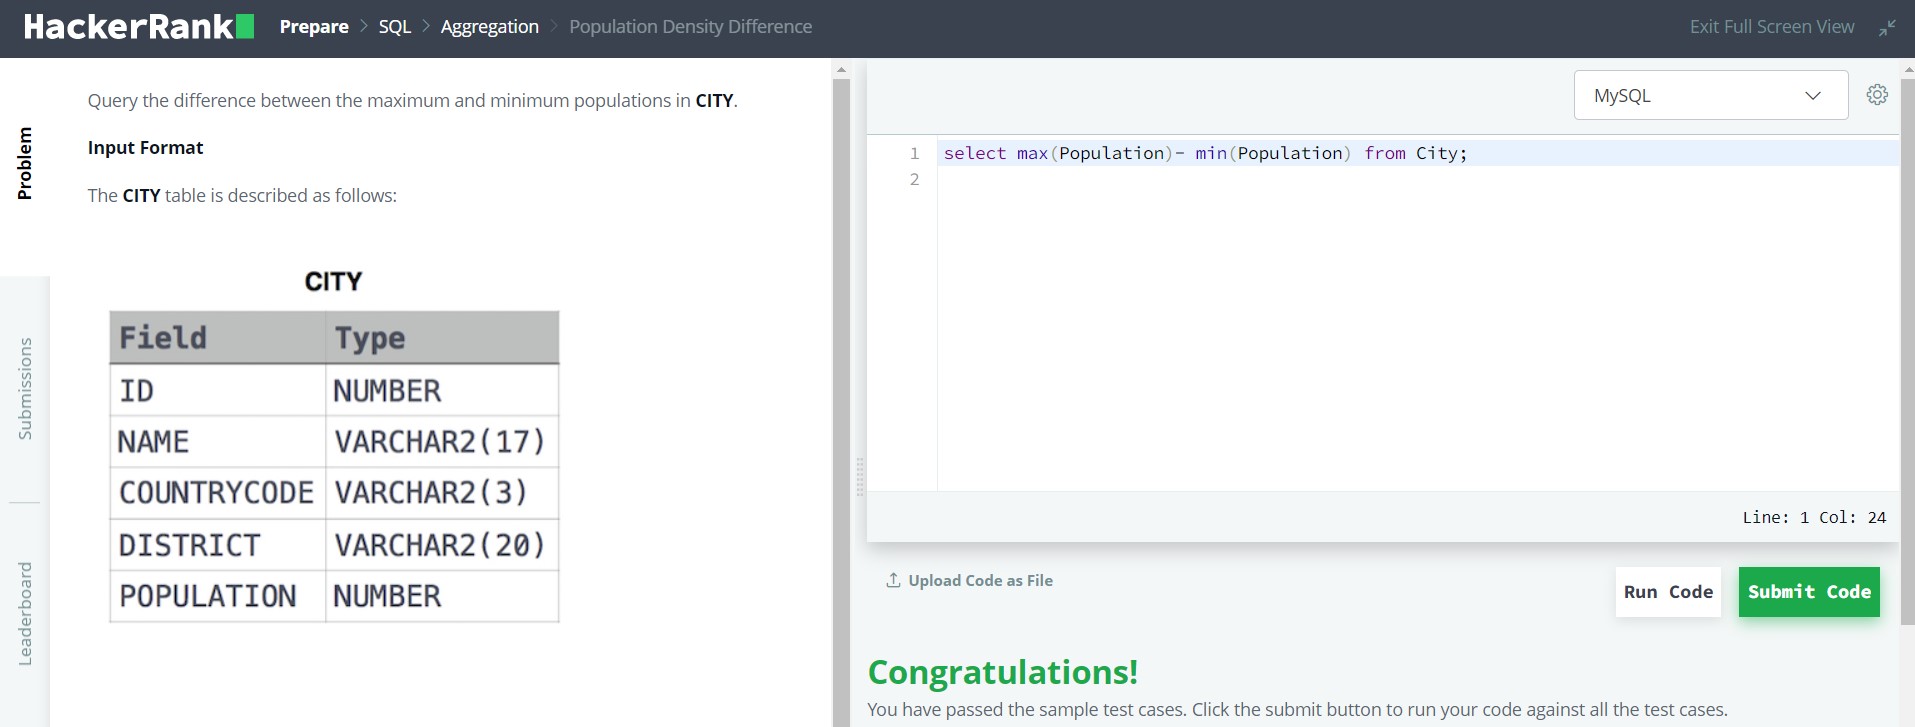 HackerRank
Prepare > SQL > Aggregation > Population Density Difference
Exit Full Screen View
Problem
Submissions
Leaderboard
Query the difference between the maximum and minimum populations in CITY.
Input Format
The CITY table is described as follows:
CITY
Field Type
ID NUMBER
NAME VARCHAR2(17)
COUNTRYCODE VARCHAR2(3)
DISTRICT VARCHAR2(20)
POPULATION NUMBER
MySQL
1 select max(Population)- min(Population) from City;
2
Line: 1 Col: 24
Upload Code as File
Run Code
Submit Code
Congratulations!
You have passed the sample test cases. Click the submit button to run your code against all the test cases.